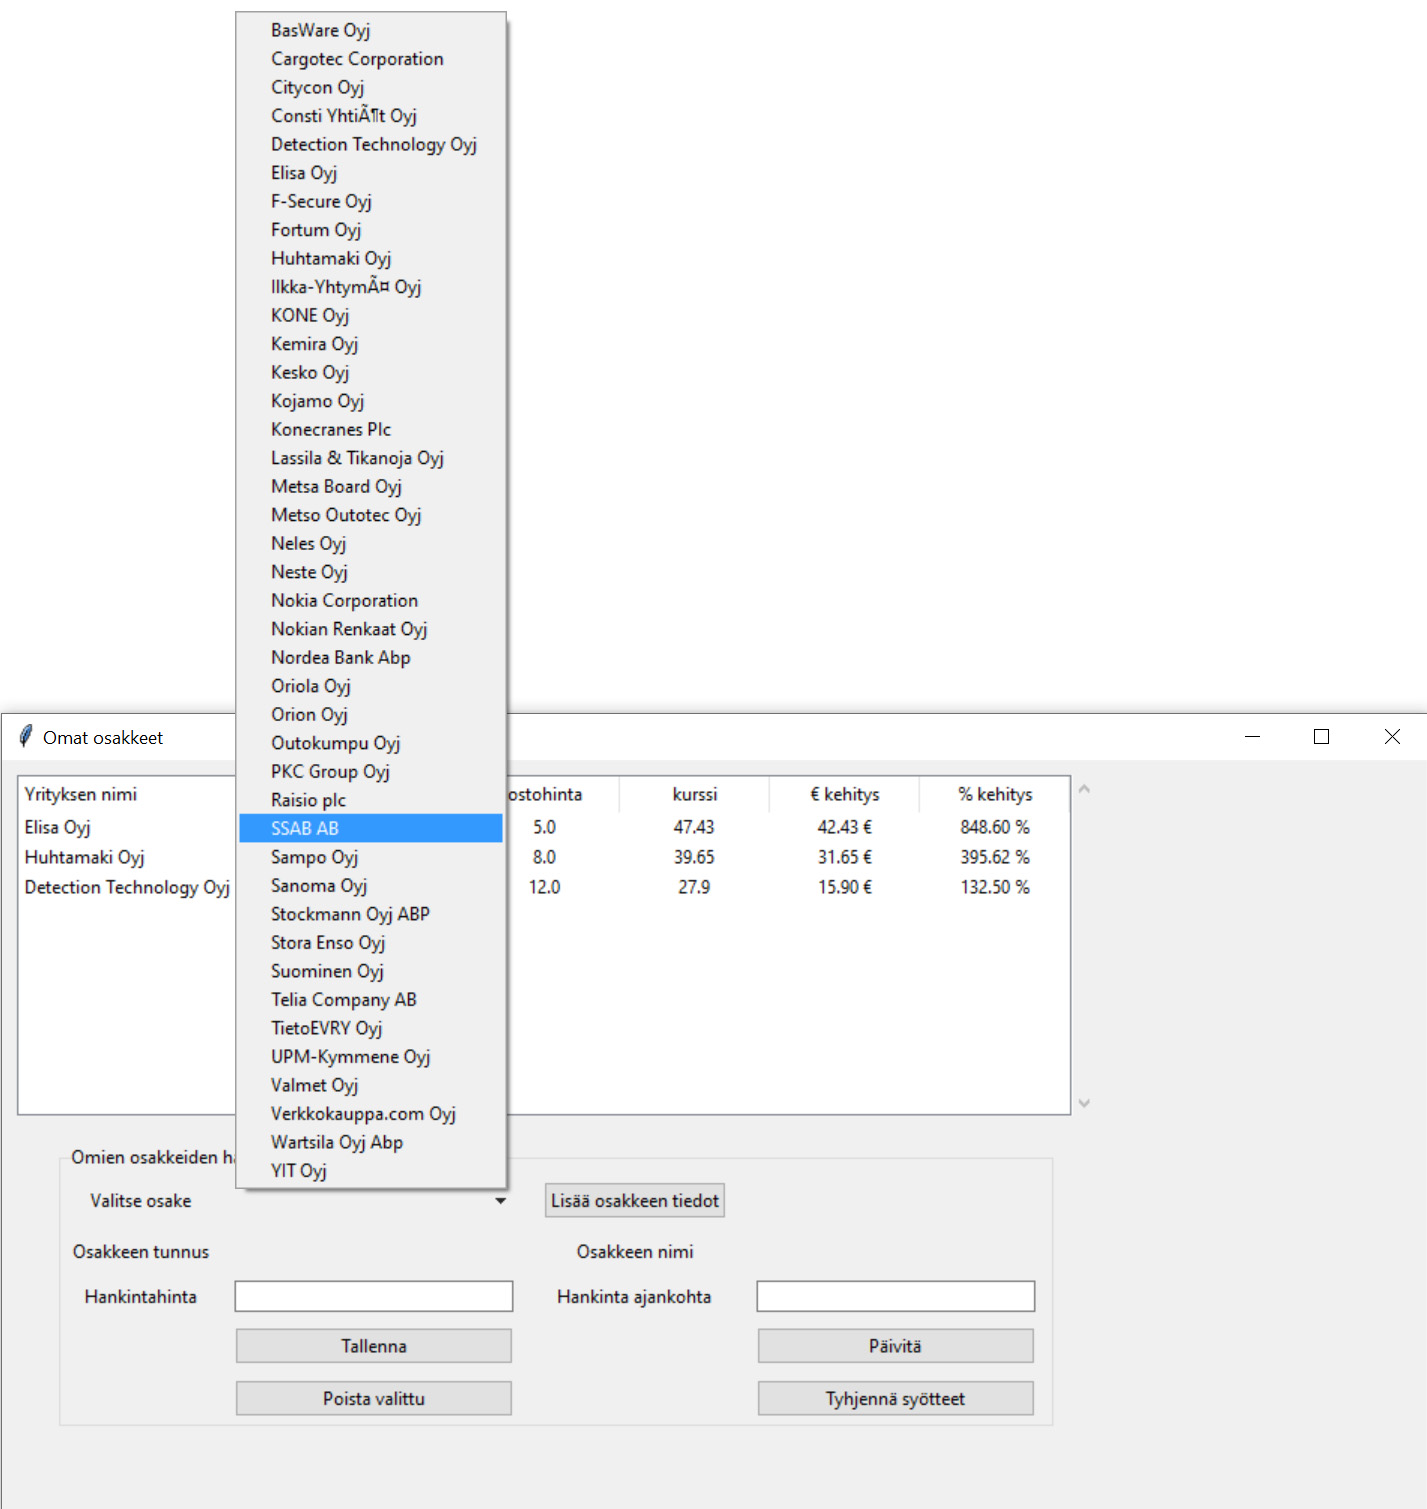 BasWare Oyj
Cargotec Corporation
Citycon Oyj
Consti YhtiÃ¶t Oyj
Detection Technology Oyj
Elisa Oyj
F-Secure Oyj
Fortum Oyj
Huhtamaki Oyj
Ilkka-YhtymÃ¤ Oyj
KONE Oyj
Kemira Oyj
Kesko Oyj
Kojamo Oyj
Konecranes Plc
Lassila & Tikanoja Oyj
Metsa Board Oyj
Metso Outotec Oyj
Neles Oyj
Neste Oyj
Nokia Corporation
Nokian Renkaat Oyj
Nordea Bank Abp
Oriola Oyj
Orion Oyj
Outokumpu Oyj
PKC Group Oyj
Raisio plc
SSAB AB
Sampo Oyj
Sanoma Oyj
Stockmann Oyj ABP
Stora Enso Oyj
Suominen Oyj
Telia Company AB
TietoEVRY Oyj
UPM-Kymmene Oyj
Valmet Oyj
Verkkokauppa.com Oyj
Wartsila Oyj Abp
YIT Oyj
Omat osakkeet
Yrityksen nimi ostohinta kurssi € kehitys % kehitys
Elisa Oyj 5.0 47.43 42.43 € 848.60 %
Huhtamaki Oyj 8.0 39.65 31.65 € 395.62 %
Detection Technology Oyj 12.0 27.9 15.90 € 132.50 %
Omien osakkeiden
Valitse osake Lisää osakkeen tiedot
Osakkeen tunnus Osakkeen nimi
Hankintahinta Hankinta ajankohta
Tallenna Päivitä
Poista valittu Tyhjennä syötteet